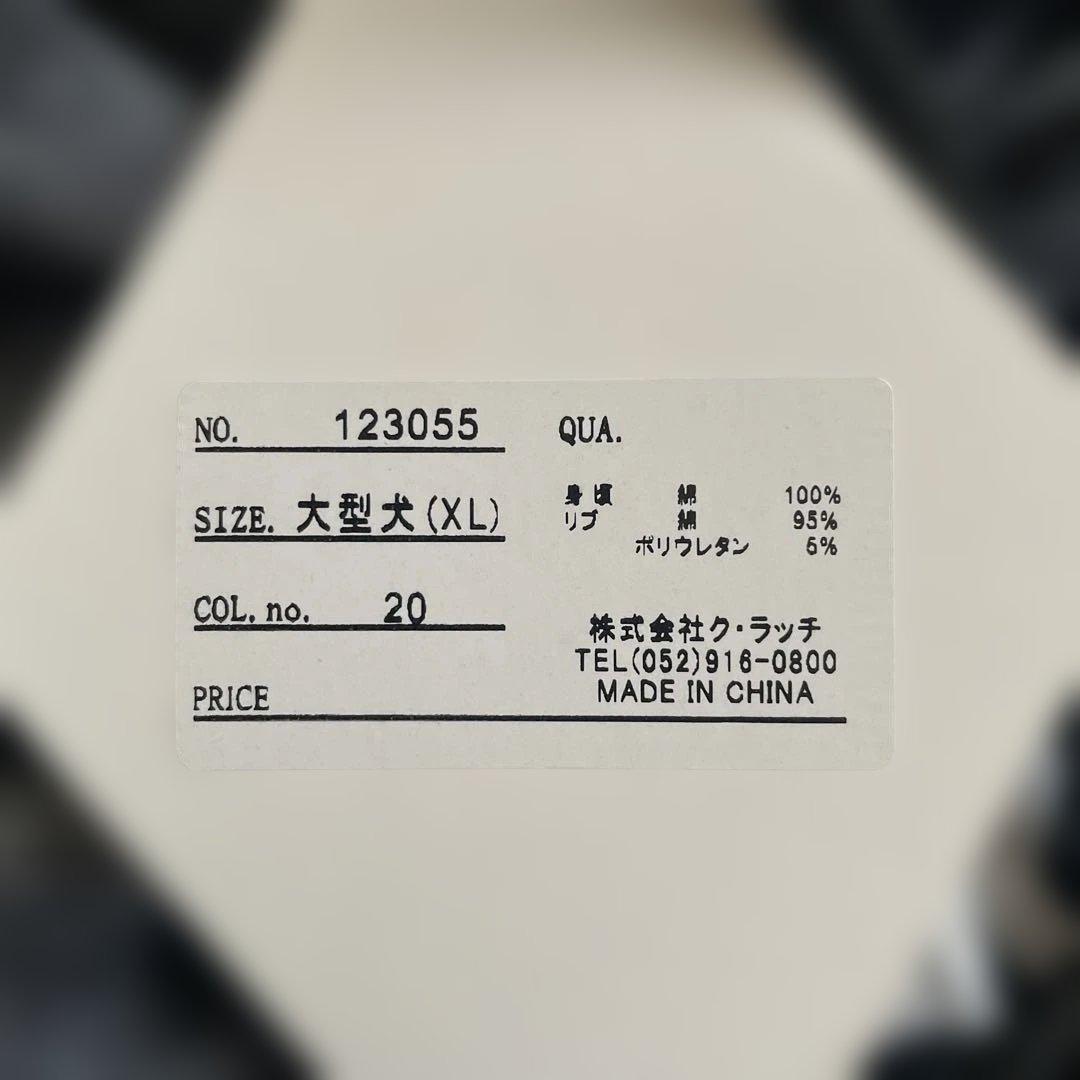 NO. 123055
SIZE. 大型犬(XL)
COL. no. 20
PRICE
QUA.
身頃 綿 100%
リブ 綿 95%
ポリウレタン 5%
株式会社ク・ラッチ
TEL(052)916-0800
MADE IN CHINA